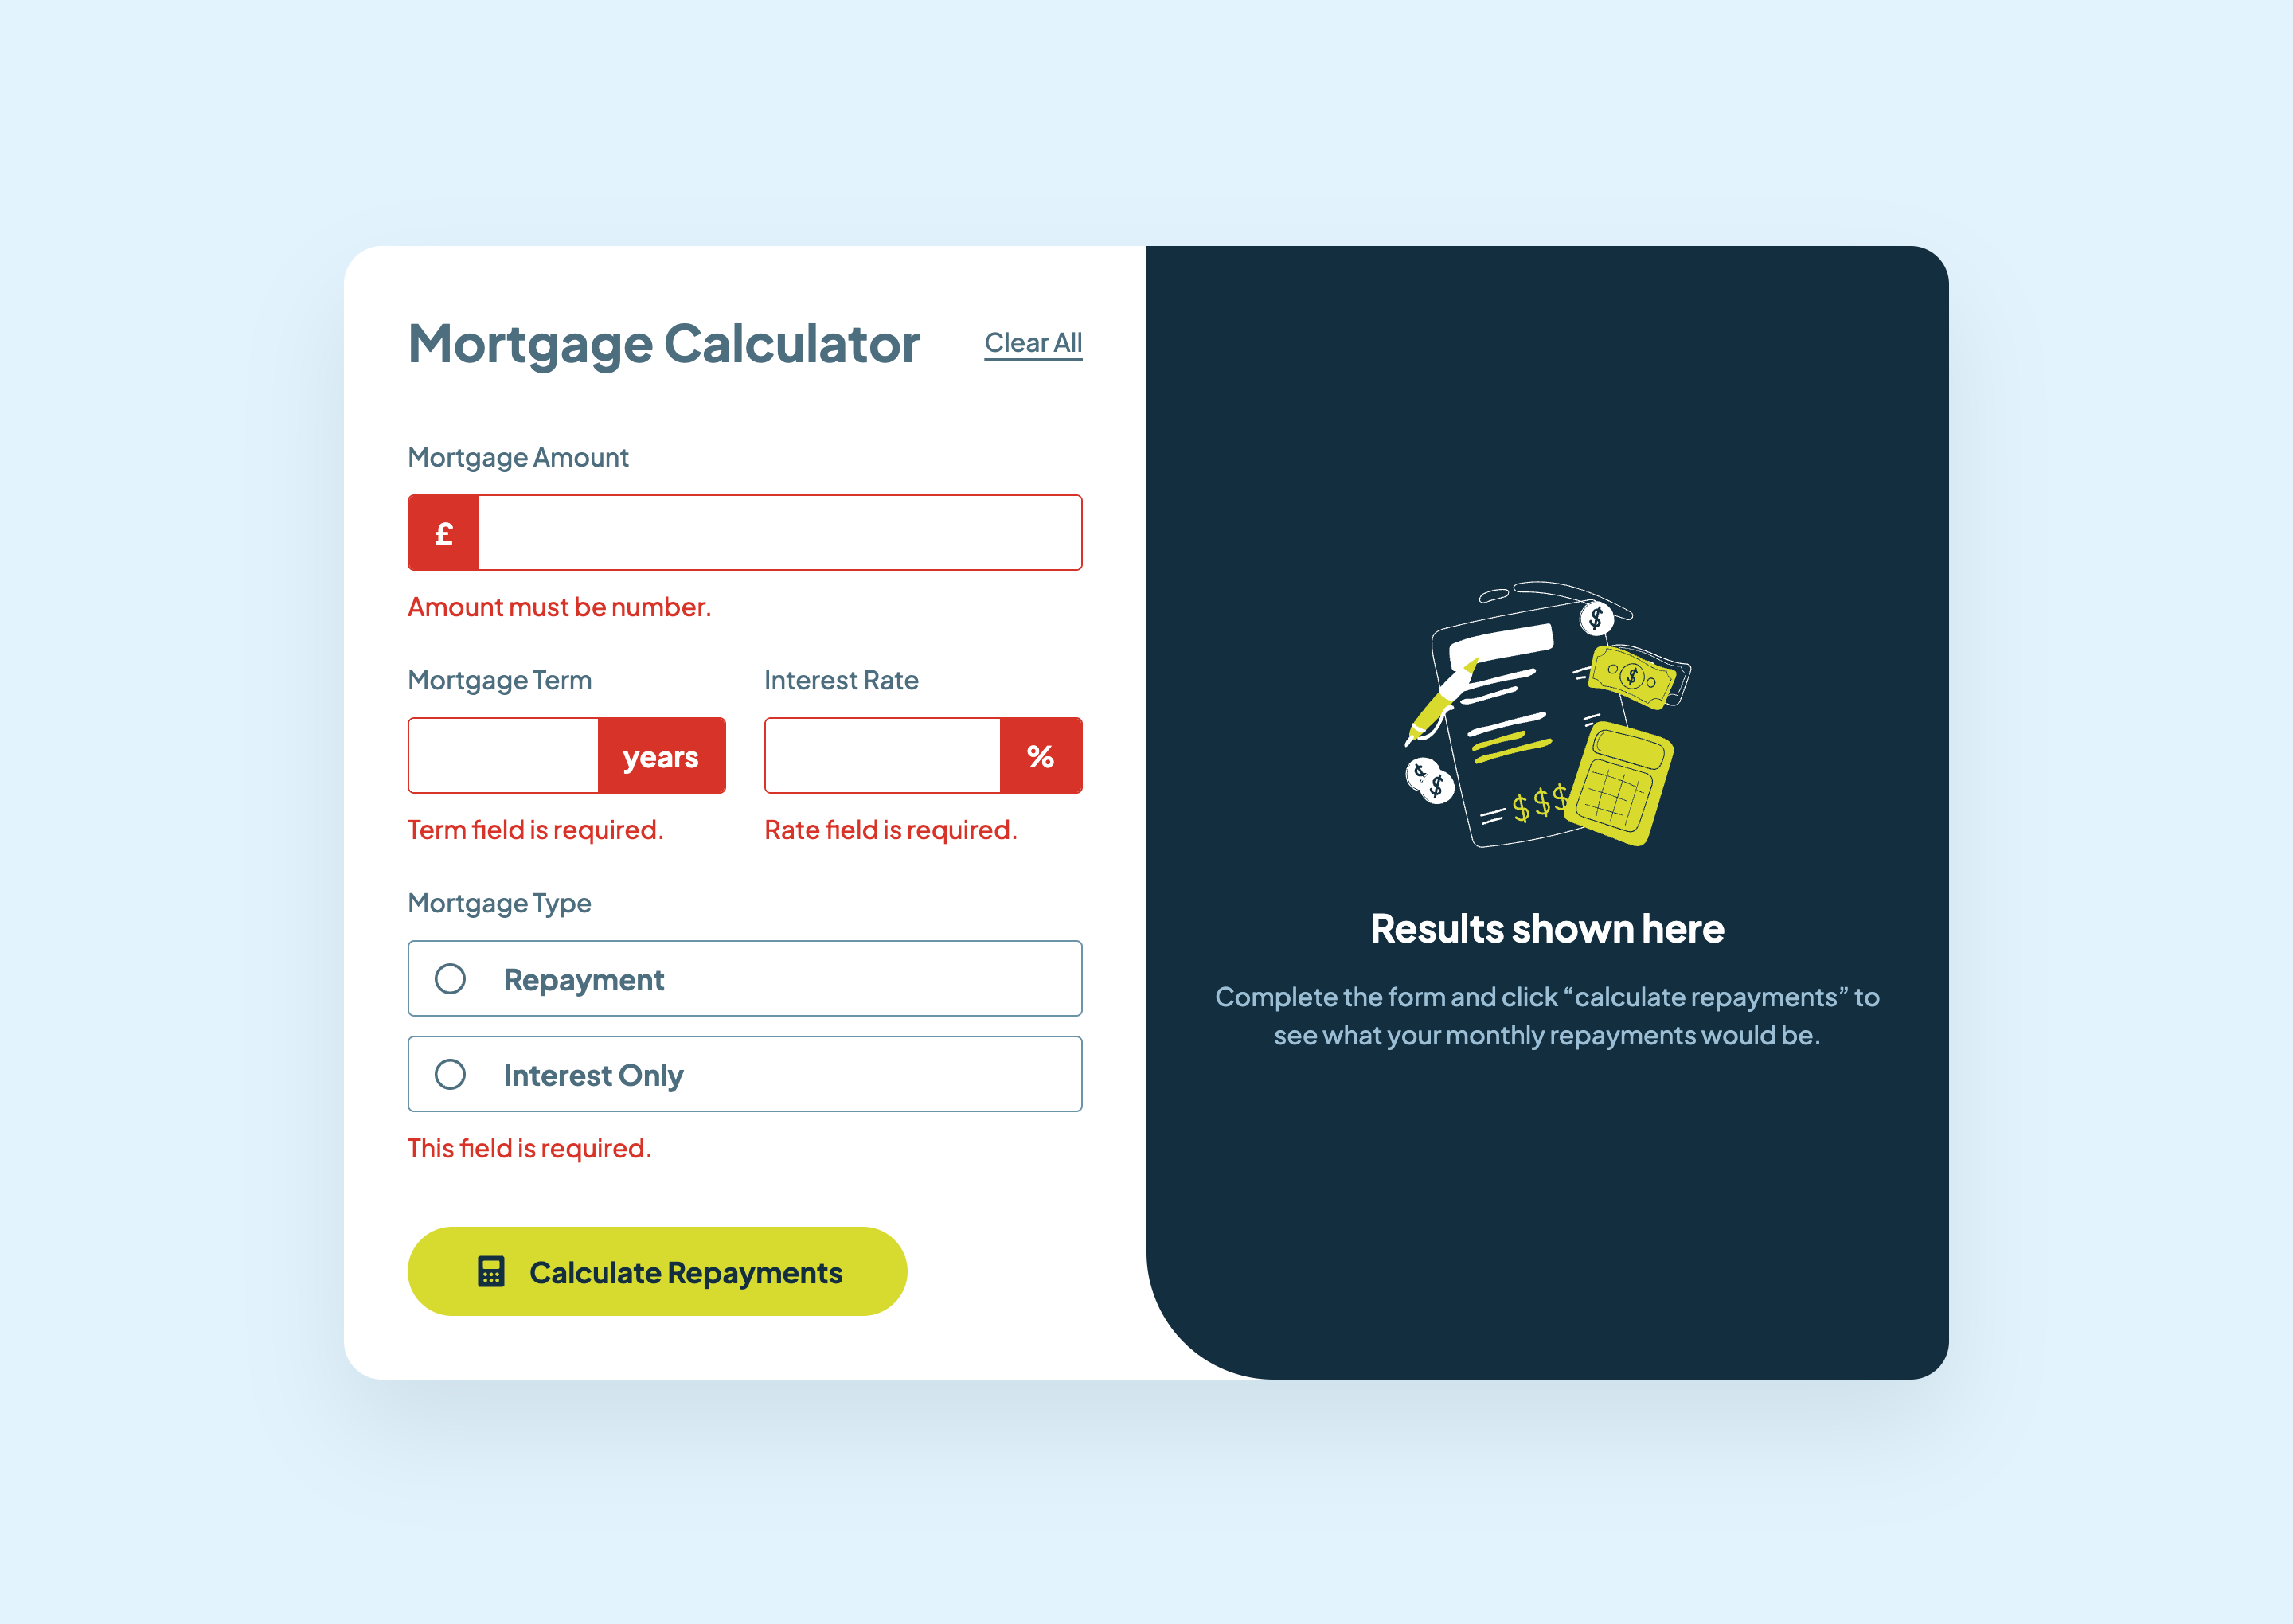 Mortgage Calculator
Clear All
Mortgage Amount
£
Amount must be number.
Mortgage Term
years
Term field is required.
Interest Rate
%
Rate field is required.
Mortgage Type
Repayment
Interest Only
This field is required.
Calculate Repayments
$
$
$
$
$$$
Results shown here
Complete the form and click “calculate repayments” to
see what your monthly repayments would be.